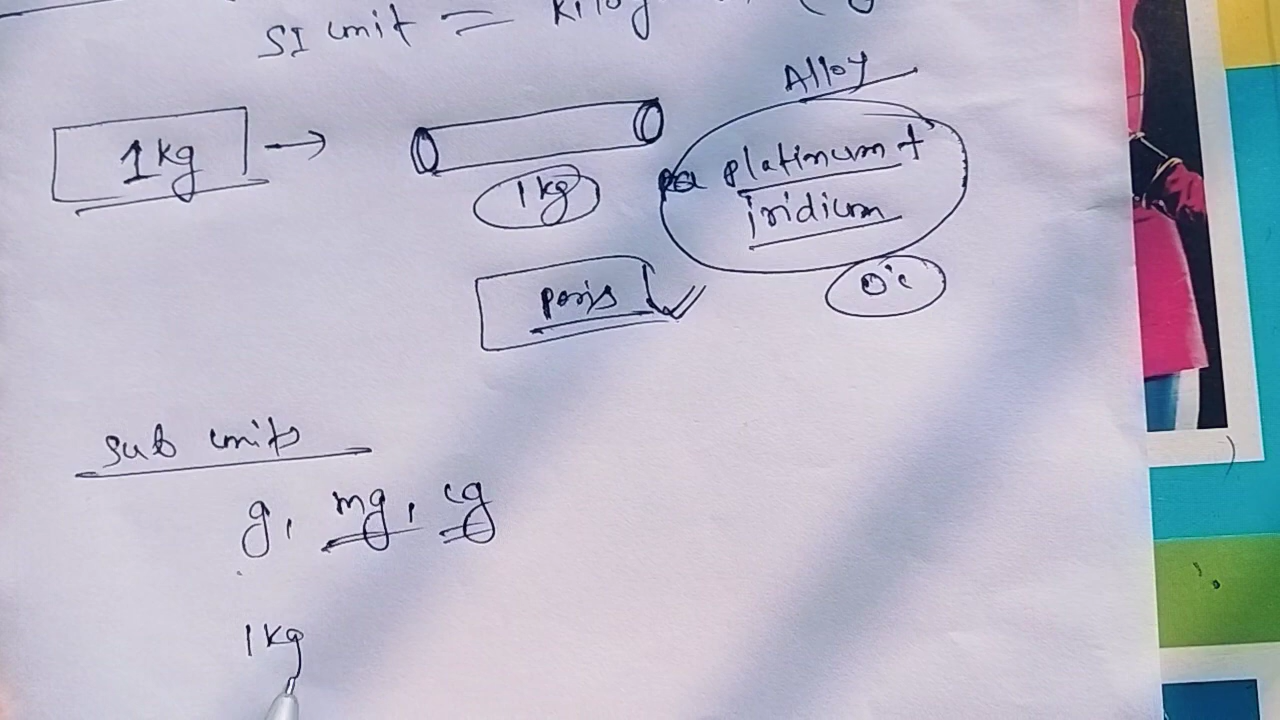 SI unit = Kilog
Alloy
1kg →
1kg
platinum +
iridium
0°c
paris
sub units
g, mg, cg
1kg